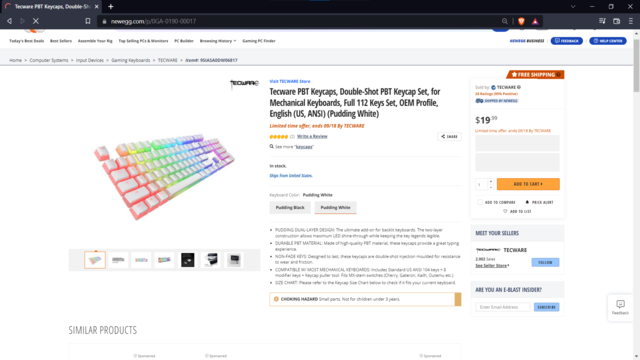 Tecware PBT Keycaps, Double-Shot
newegg.com/p/0GA-0190-00017
Today's Best Deals Best Sellers Assemble Your Rig Top Selling PCs & Monitors PC Builder Browsing History Gaming PC Finder
NEWEGG BUSINESS FEEDBACK HELP CENTER
Home > Computer Systems > Input Devices > Gaming Keyboards > TECWARE >
TECWARE
Visit TECWARE Store
Tecware PBT Keycaps, Double-Shot PBT Keycap Set, for
Mechanical Keyboards, Full 112 Keys Set, OEM Profile,
English (US, ANSI) (Pudding White)
Limited time offer, ends 09/18 By TECWARE
Write a Review
SHARE
See more "keycaps"
In stock.
Ships from United States.
Keyboard Color: Pudding White
Pudding Black Pudding White
• PUDDING DUAL-LAYER DESIGN: The ultimate add-on for backlit keyboards. The two-layer
construction allows maximum LED shine through while keeping the key legends legible.
• DURABLE PBT MATERIAL: Made of high-quality PBT material; these keycaps provide a great typing
experience.
• NON-FADE KEYS: Designed to last, these keycaps are double-shot injection moulded for resistance
to wear and friction.
• COMPATIBLE W/ MOST MECHANICAL KEYBOARDS: Includes Standard US ANSI 104 keys + 8
modifier keys + keycap puller tool. Fits MX stem switches (Cherry, Gateron, Kailh, Outemu etc.)
• SIZE CHART: Please refer to the Keycap Size Chart below to check if it fits your current keyboard.
CHOKING HAZARD Small parts. Not for children under 3 years.
FREE SHIPPING
Sold by: TECWARE
SHIPPED BY NEWEGG
$19.99
Limited time offer, ends 09/18 By TECWARE
1
ADD TO CART
ADD TO COMPARE PRICE ALERT
ADD TO LIST
MEET YOUR SELLERS
TECWARE
TECWARE
See Seller Store
FOLLOW
ARE YOU AN E-BLAST INSIDER?
Enter Email Address SUBSCRIBE
Feedback
SIMILAR PRODUCTS
Sponsored Sponsored Sponsored